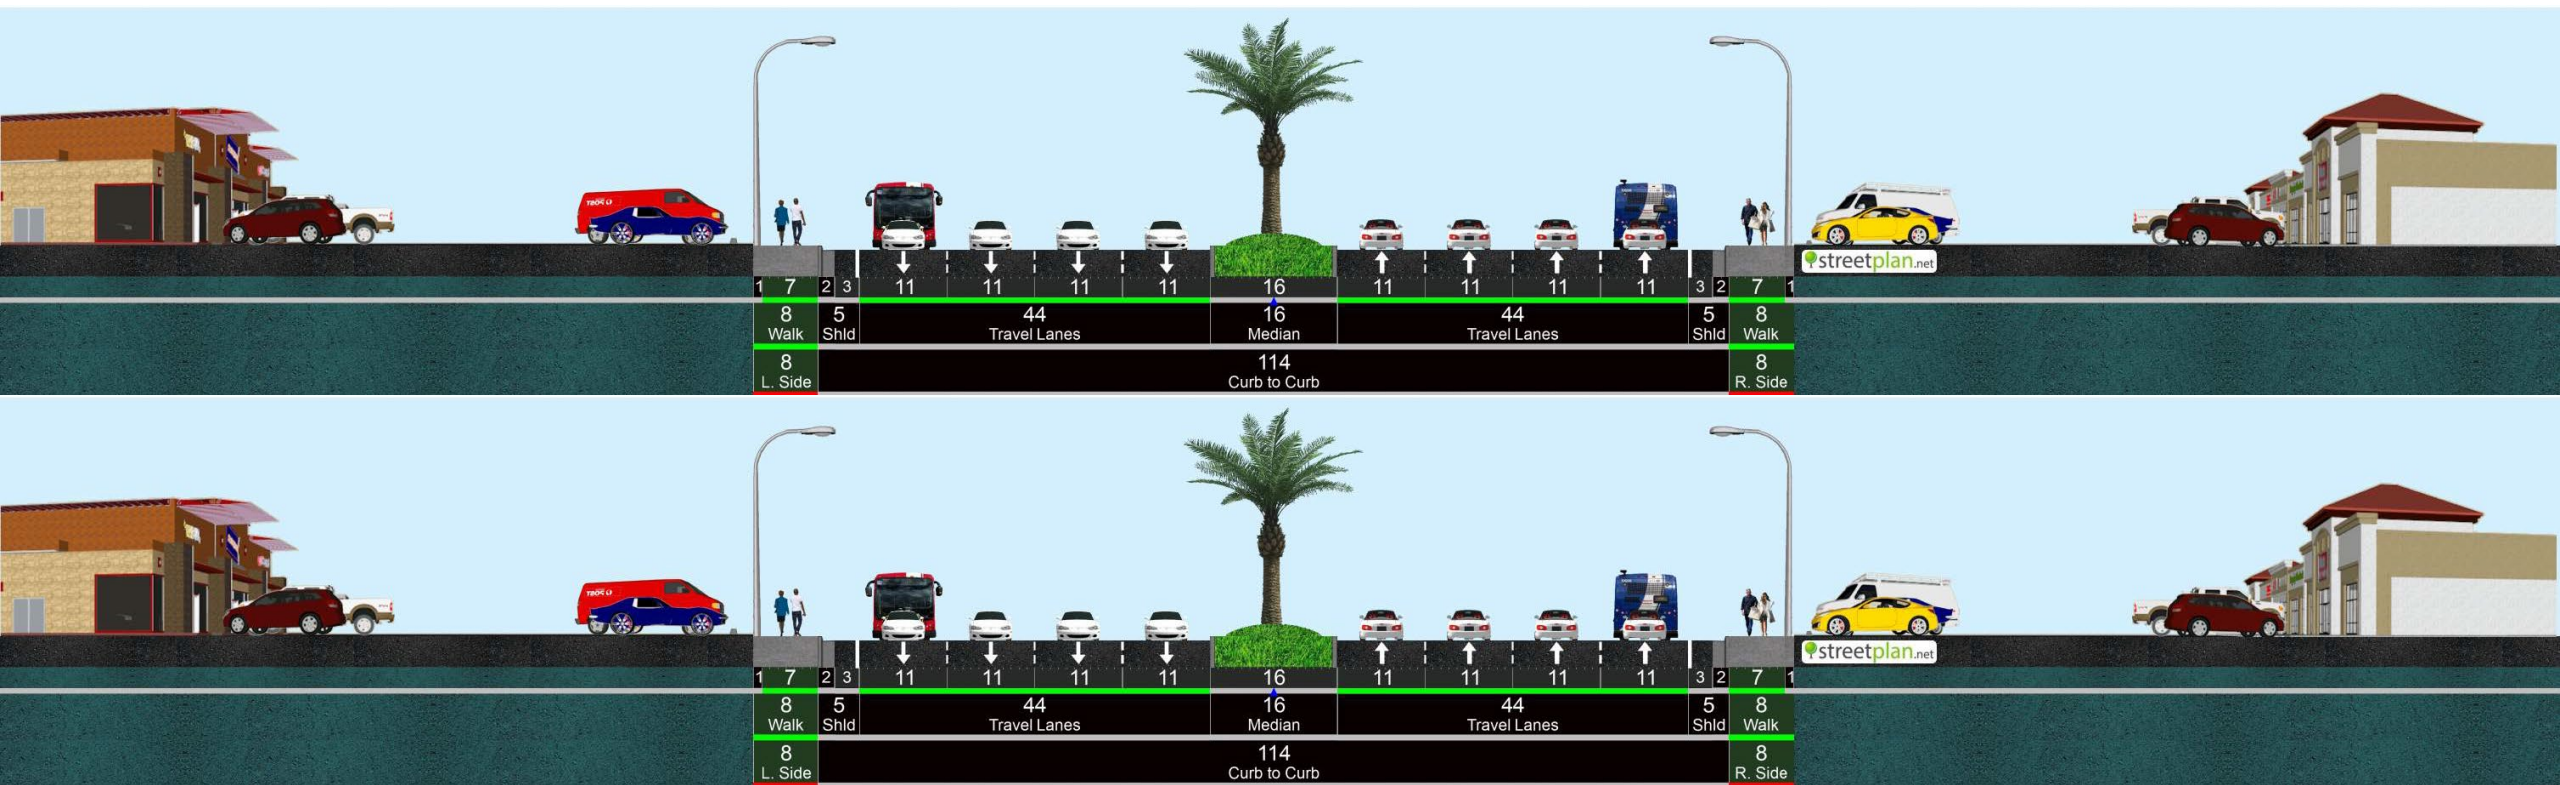 streetplan.net
1 7 2 3 11 11 11 11 16 11 11 11 11 3 2 7 1
8 5 44 16 44 5 8
Walk Shld Travel Lanes Median Travel Lanes Shld Walk
8 114 8
L. Side Curb to Curb R. Side
streetplan.net
1 7 2 3 11 11 11 11 16 11 11 11 11 3 2 7 1
8 5 44 16 44 5 8
Walk Shld Travel Lanes Median Travel Lanes Shld Walk
8 114 8
L. Side Curb to Curb R. Side